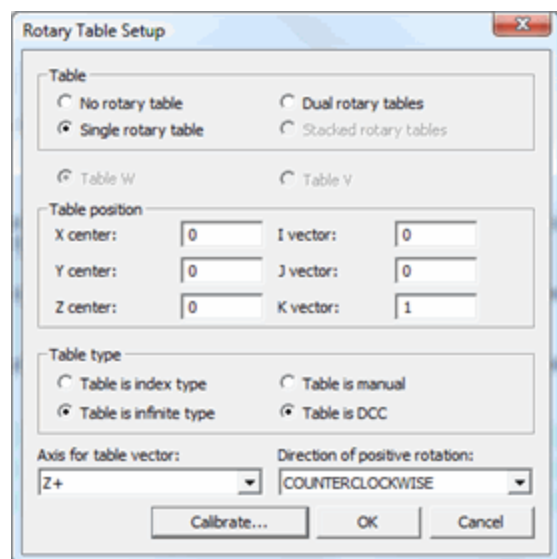 Rotary Table Setup
Table
No rotary table Dual rotary tables
Single rotary table Stacked rotary tables
Table W Table V
Table position
X center: 0 I vector: 0
Y center: 0 J vector: 0
Z center: 0 K vector: 1
Table type
Table is index type Table is manual
Table is infinite type Table is DCC
Axis for table vector: Direction of positive rotation:
Z+ COUNTERCLOCKWISE
Calibrate... OK Cancel